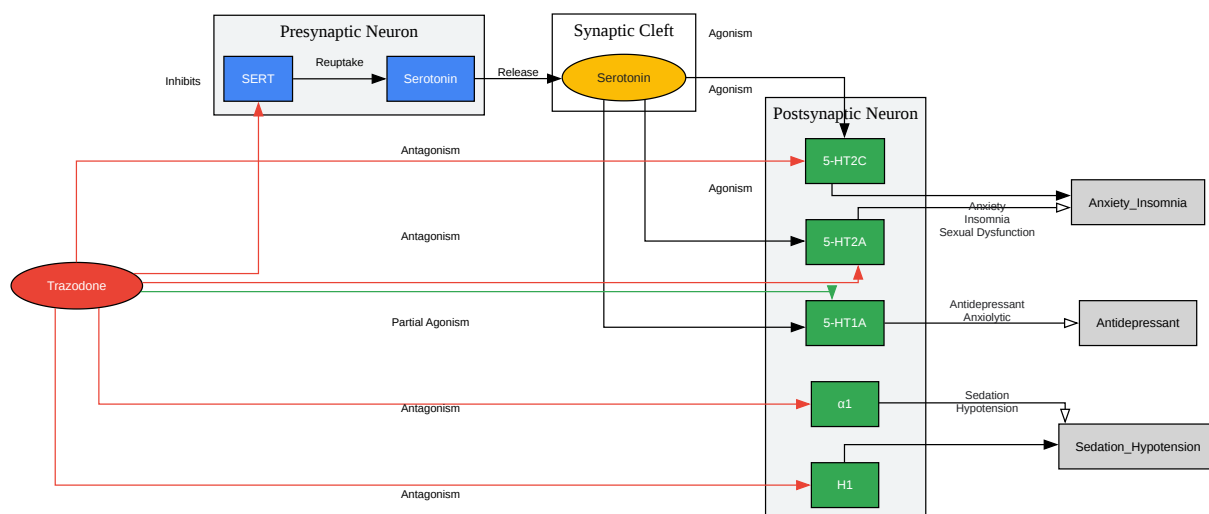 Presynaptic Neuron
Synaptic Cleft
Agonism
Inhibits
SERT
Reuptake
Serotonin
Release
Serotonin
Agonism
Postsynaptic Neuron
Antagonism
5-HT2C
Agonism
Anxiety_Insomnia
Anxiety
Insomnia
Sexual Dysfunction
Antagonism
5-HT2A
Trazodone
Partial Agonism
5-HT1A
Antidepressant
Anxiolytic
Antidepressant
Antagonism
α1
Sedation
Hypotension
Sedation_Hypotension
Antagonism
H1